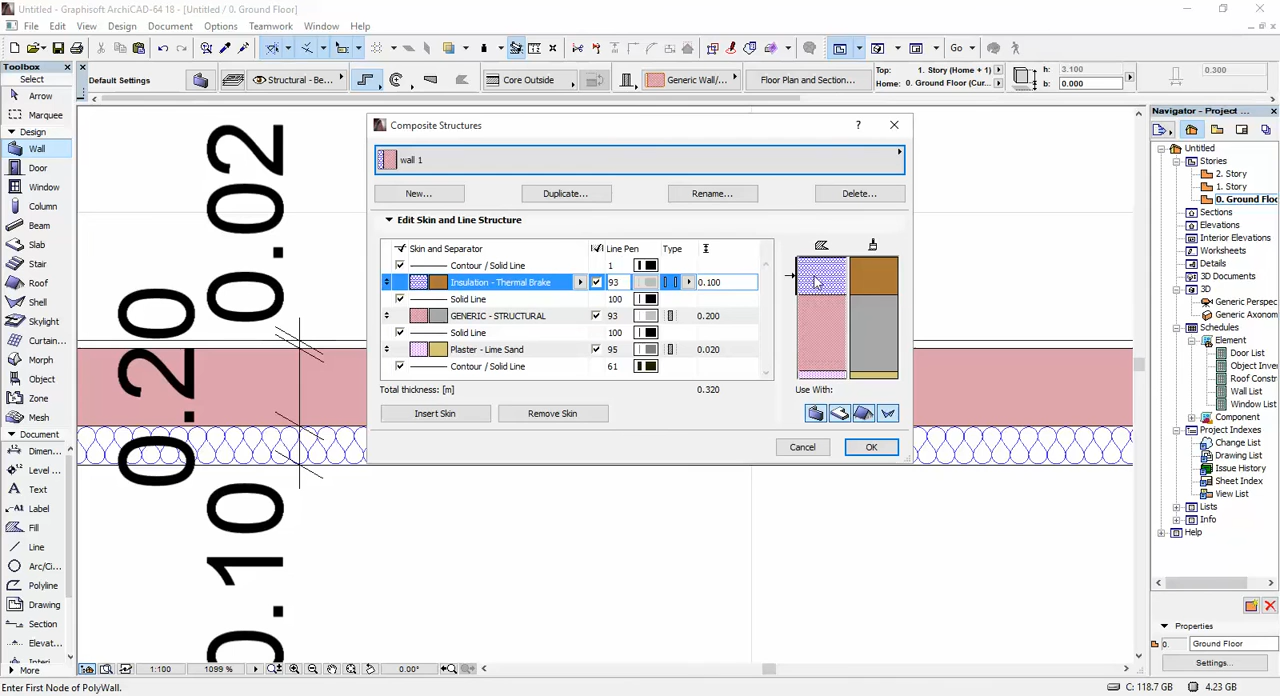 Untitled - Graphisoft ArchiCAD-64 18 - [Untitled / 0. Ground Floor]
File Edit View Design Document Options Teamwork Window Help
Go
Toolbox
Select
Arrow
Marquee
Design
Wall
Door
Window
Column
Beam
Slab
Stair
Roof
Shell
Skylight
Curtain...
Morph
Object
Zone
Mesh
Document
Dimen...
Level ...
Text
Label
Fill
Line
Arc/Ci...
Polyline
Drawing
Section
Elevat...
More
Default Settings
Structural - Be...
Core Outside
Generic Wall/...
Floor Plan and Section...
Top: 1. Story (Home + 1)
Home: 0. Ground Floor (Cur...
h: 3.100
b: 0.000
0.300
0.02
0.20
0.10
Composite Structures
?
wall 1
New...
Duplicate...
Rename...
Delete...
Edit Skin and Line Structure
Skin and Separator Line Pen Type
Contour / Solid Line 1
Insulation - Thermal Brake 93 0.100
Solid Line 100
GENERIC - STRUCTURAL 93 0.200
Solid Line 100
Plaster - Lime Sand 95 0.020
Contour / Solid Line 61
Total thickness: [m] 0.320
Use With:
Insert Skin
Remove Skin
Cancel
OK
Navigator - Project ...
Untitled
Stories
2. Story
1. Story
0. Ground Floo
Sections
Elevations
Interior Elevations
Worksheets
Details
3D Documents
3D
Generic Perspe
Generic Axonom
Schedules
Element
Door List
Object Inver
Roof Constr
Wall List
Window List
Component
Project Indexes
Change List
Drawing List
Issue History
Sheet Index
View List
Lists
Info
Help
Properties
0. Ground Floor
Settings...
1:100
1099 %
0.00°
Enter First Node of PolyWall.
C: 118.7 GB
4.23 GB